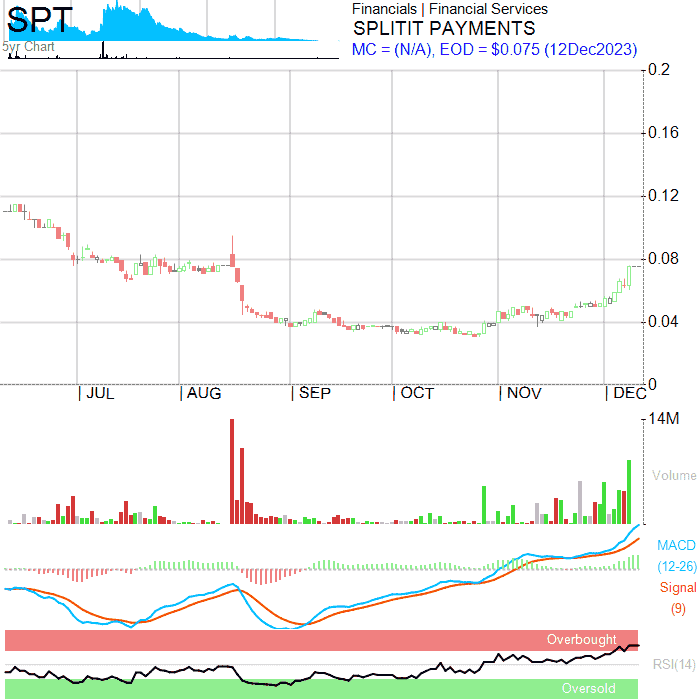 SPT
5yr Chart
Financials | Financial Services
SPLITIT PAYMENTS
MC = (N/A), EOD = $0.075 (12Dec2023)
0.2
0.16
0.12
0.08
0.04
0
| JUL | AUG | SEP | OCT | NOV | DEC
14M
Volume
MACD
(12-26)
Signal
(9)
Overbought
RSI(14)
Oversold